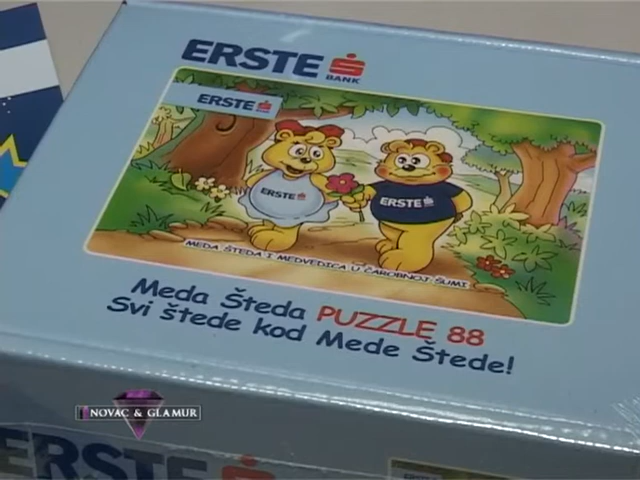 ERSTE
BANK
ERSTE
ERSTE
ERSTE
MEDA ŠTEDA I MEDVEDICA U ČAROBNOJ ŠUMI
Meda Šteda PUZZLE 88
Svi štede kod Mede Štede!
NOVAC & GLAMUR
ERSTE